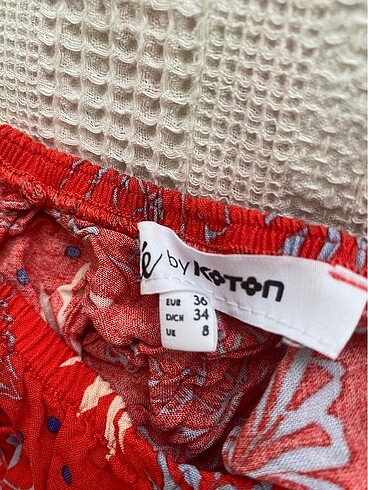 é by KOTON
EUR 36
D/CH 34
UK 8